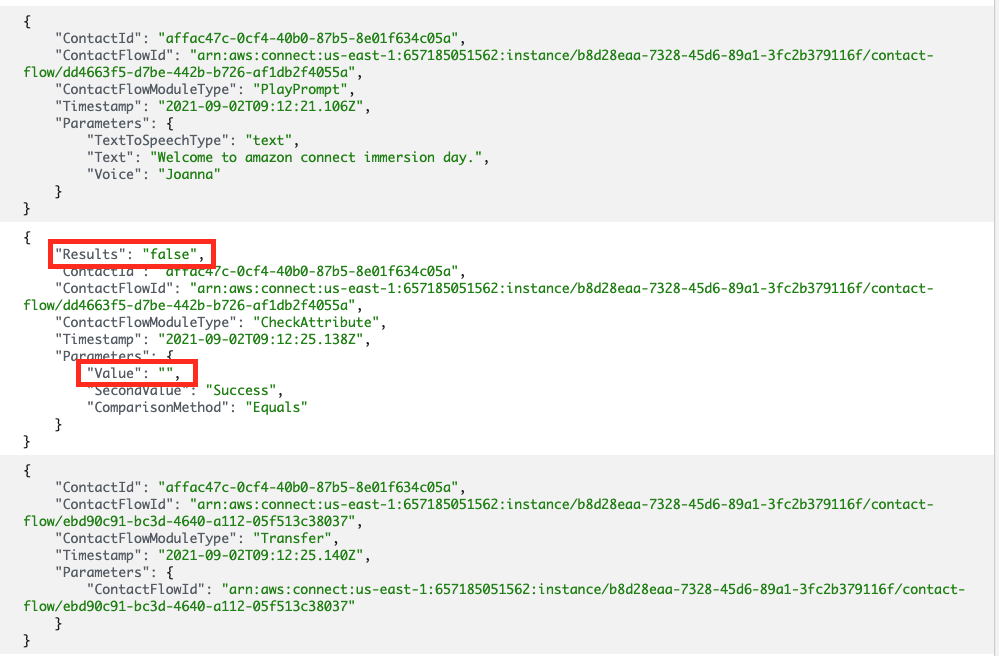 {
    "ContactId": "affac47c-0cf4-40b0-87b5-8e01f634c05a",
    "ContactFlowId": "arn:aws:connect:us-east-1:657185051562:instance/b8d28eaa-7328-45d6-89a1-3fc2b379116f/contact-
flow/dd4663f5-d7be-442b-b726-af1db2f4055a",
    "ContactFlowModuleType": "PlayPrompt",
    "Timestamp": "2021-09-02T09:12:21.106Z",
    "Parameters": {
        "TextToSpeechType": "text",
        "Text": "Welcome to amazon connect immersion day.",
        "Voice": "Joanna"
    }
}
{
    "Results": "false",
    "ContactId": "affac47c-0cf4-40b0-87b5-8e01f634c05a",
    "ContactFlowId": "arn:aws:connect:us-east-1:657185051562:instance/b8d28eaa-7328-45d6-89a1-3fc2b379116f/contact-
flow/dd4663f5-d7be-442b-b726-af1db2f4055a",
    "ContactFlowModuleType": "CheckAttribute",
    "Timestamp": "2021-09-02T09:12:25.138Z",
    "Parameters": {
        "Value": "",
        "SecondValue": "Success",
        "ComparisonMethod": "Equals"
    }
}
{
    "ContactId": "affac47c-0cf4-40b0-87b5-8e01f634c05a",
    "ContactFlowId": "arn:aws:connect:us-east-1:657185051562:instance/b8d28eaa-7328-45d6-89a1-3fc2b379116f/contact-
flow/ebd90c91-bc3d-4640-a112-05f513c38037",
    "ContactFlowModuleType": "Transfer",
    "Timestamp": "2021-09-02T09:12:25.140Z",
    "Parameters": {
        "ContactFlowId": "arn:aws:connect:us-east-1:657185051562:instance/b8d28eaa-7328-45d6-89a1-3fc2b379116f/contact-
flow/ebd90c91-bc3d-4640-a112-05f513c38037"
    }
}